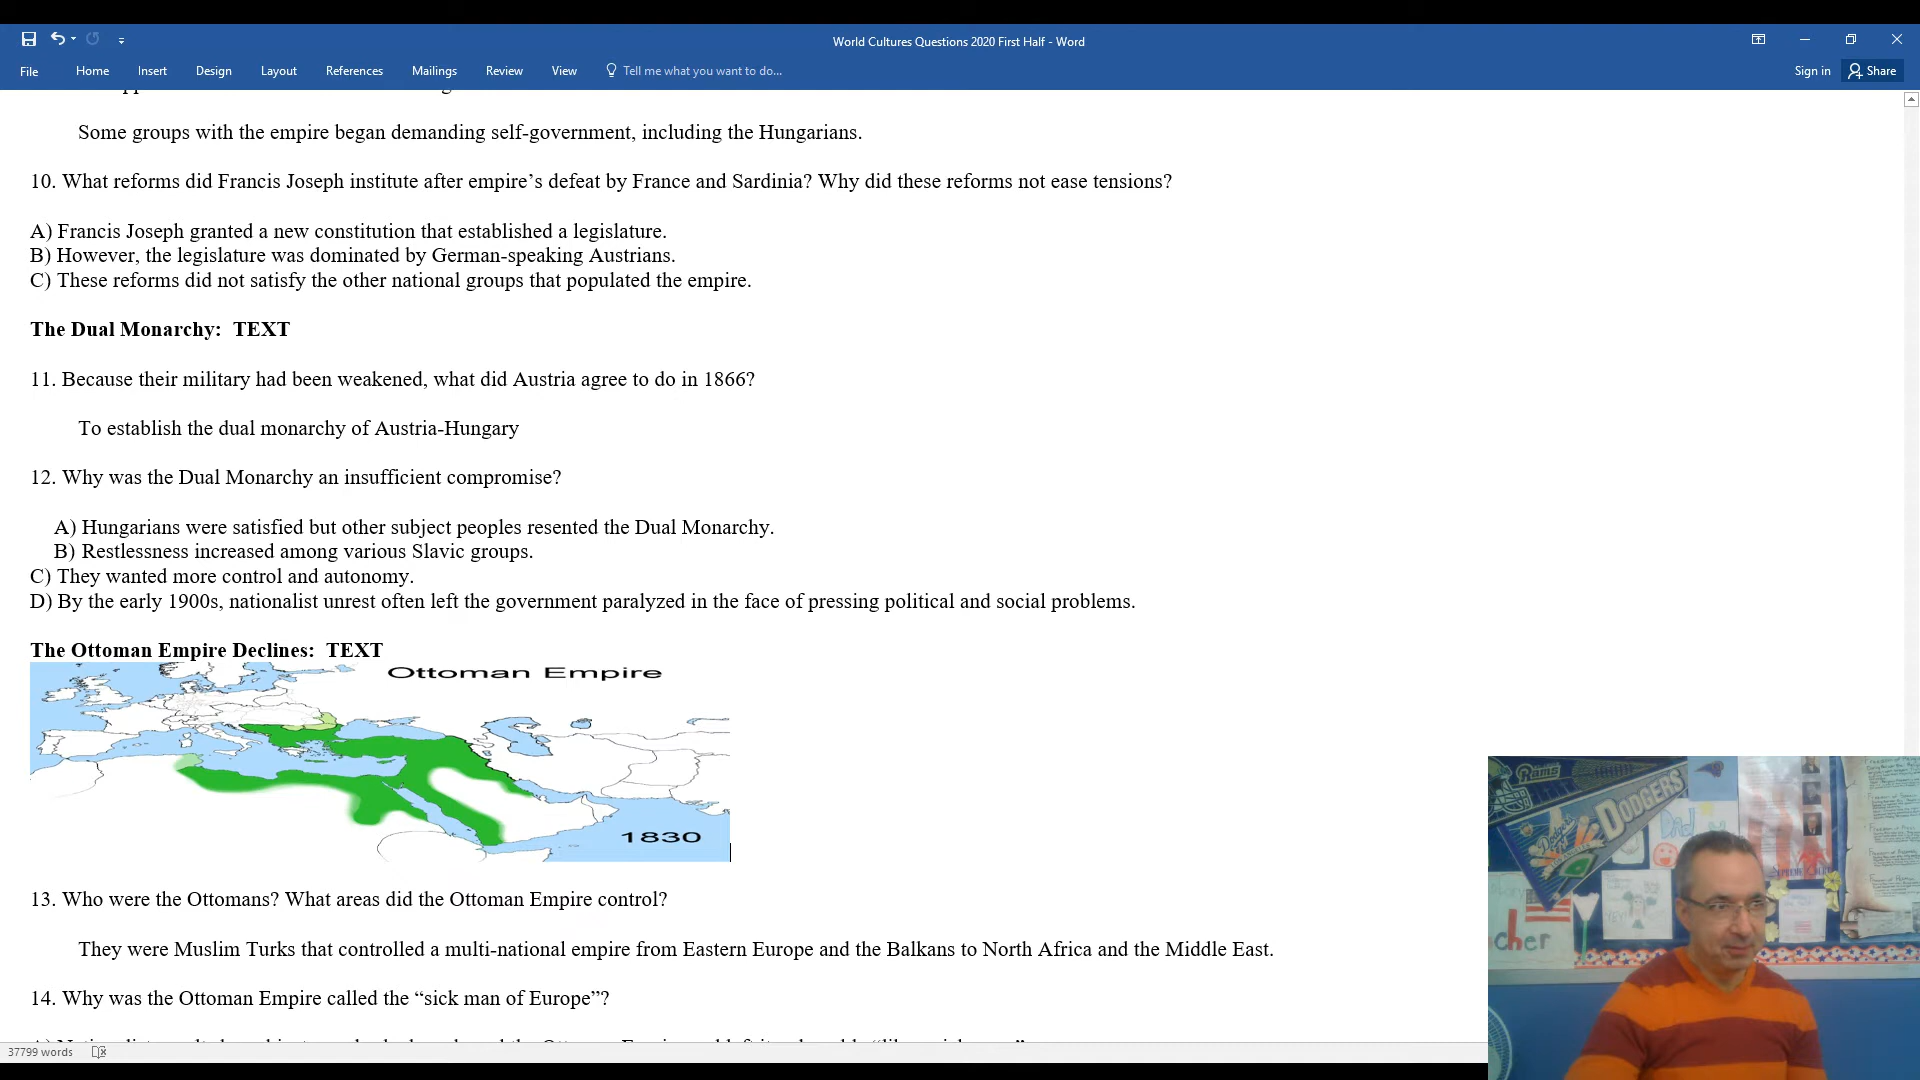 World Cultures Questions 2020 First Half - Word
File Home Insert Design Layout References Mailings Review View Tell me what you want to do... Sign in Share
Some groups with the empire began demanding self-government, including the Hungarians.
10. What reforms did Francis Joseph institute after empire’s defeat by France and Sardinia? Why did these reforms not ease tensions?
A) Francis Joseph granted a new constitution that established a legislature.
B) However, the legislature was dominated by German-speaking Austrians.
C) These reforms did not satisfy the other national groups that populated the empire.
The Dual Monarchy: TEXT
11. Because their military had been weakened, what did Austria agree to do in 1866?
To establish the dual monarchy of Austria-Hungary
12. Why was the Dual Monarchy an insufficient compromise?
A) Hungarians were satisfied but other subject peoples resented the Dual Monarchy.
B) Restlessness increased among various Slavic groups.
C) They wanted more control and autonomy.
D) By the early 1900s, nationalist unrest often left the government paralyzed in the face of pressing political and social problems.
The Ottoman Empire Declines: TEXT
Ottoman Empire
1830
13. Who were the Ottomans? What areas did the Ottoman Empire control?
They were Muslim Turks that controlled a multi-national empire from Eastern Europe and the Balkans to North Africa and the Middle East.
14. Why was the Ottoman Empire called the “sick man of Europe”?
37799 words
Rams
DODGERS
Dodgers
Dad
cher